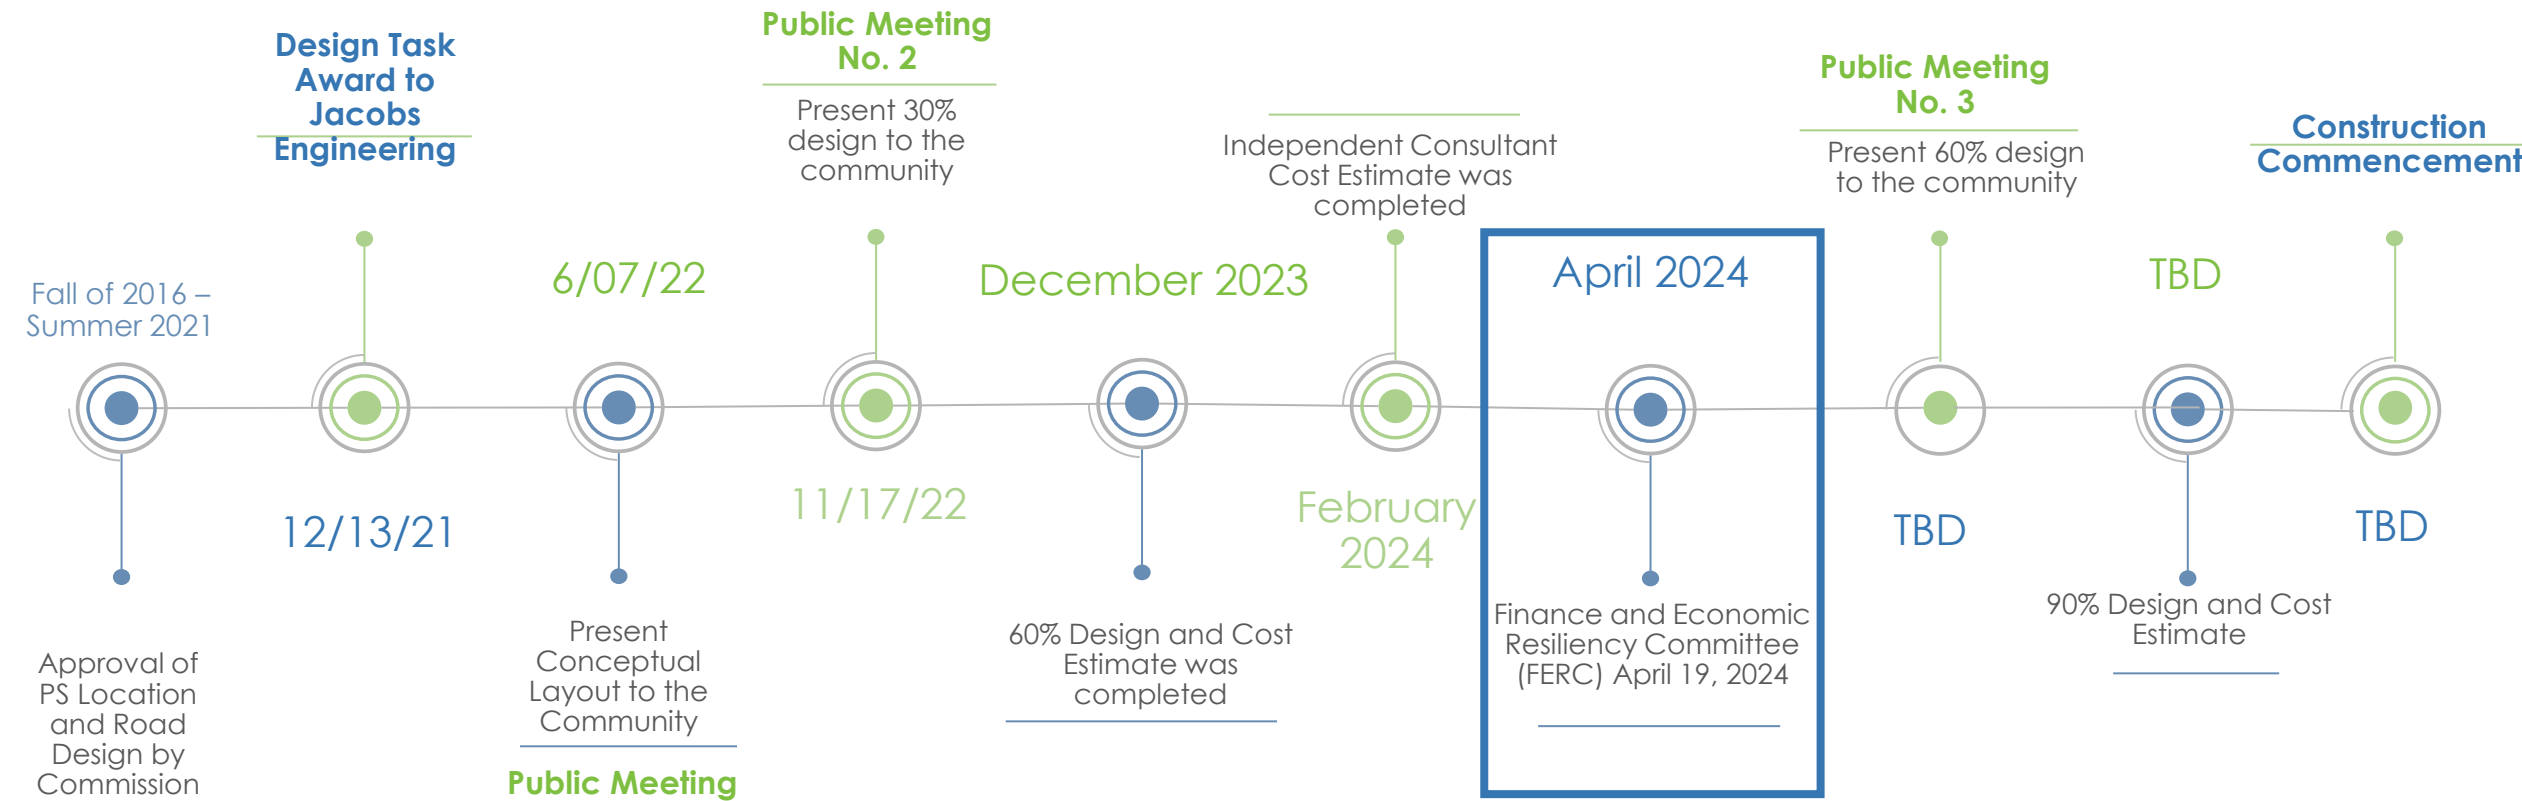 Fall of 2016 –
Summer 2021
Approval of
PS Location
and Road
Design by
Commission
Design Task
Award to
Jacobs
Engineering
12/13/21
6/07/22
Present
Conceptual
Layout to the
Community
Public Meeting
Public Meeting
No. 2
Present 30%
design to the
community
11/17/22
December 2023
60% Design and Cost
Estimate was
completed
Independent Consultant
Cost Estimate was
completed
February
2024
April 2024
Finance and Economic
Resiliency Committee
(FERC) April 19, 2024
Public Meeting
No. 3
Present 60% design
to the community
TBD
TBD
90% Design and Cost
Estimate
Construction
Commencement
TBD